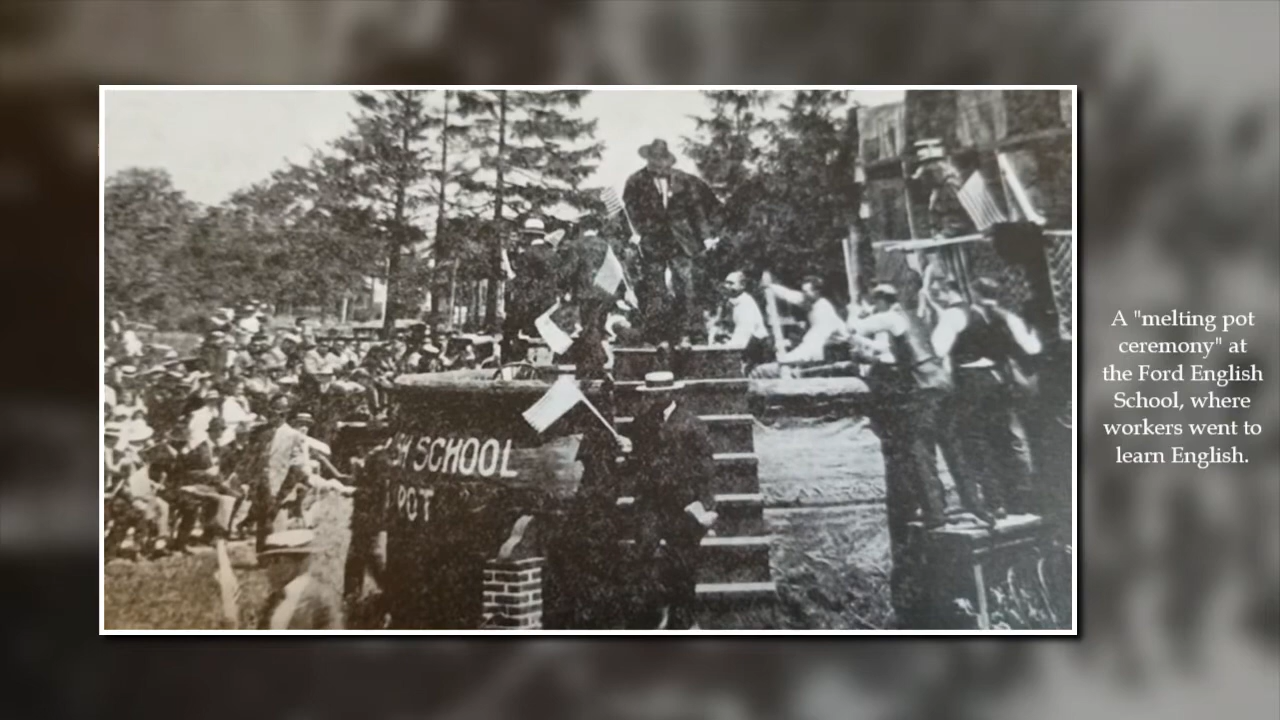 SH SCHOOL
POT
A "melting pot
ceremony" at
the Ford English
School, where
workers went to
learn English.